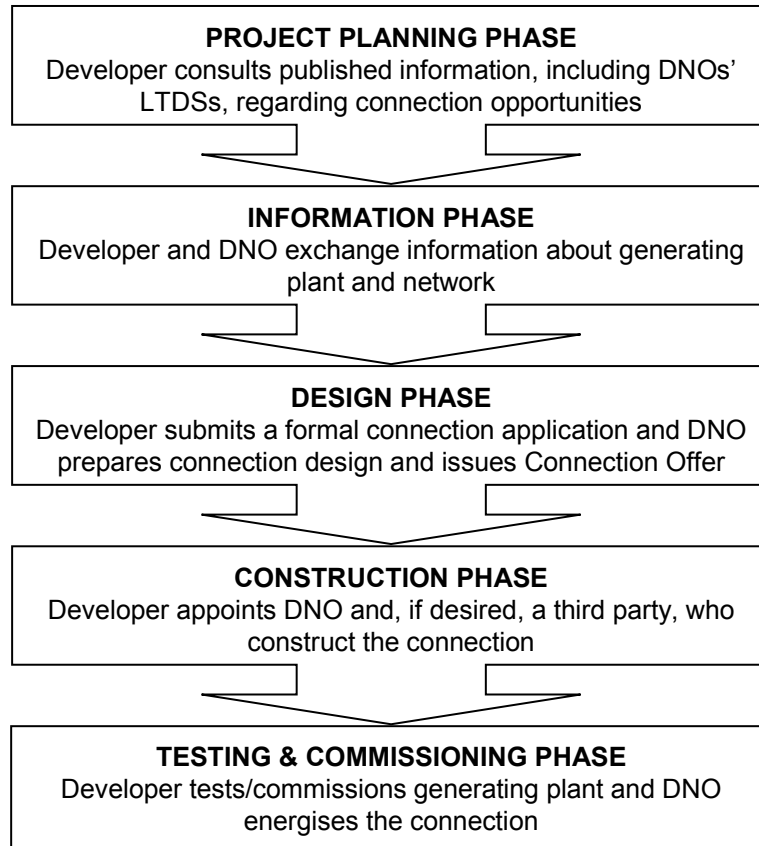 PROJECT PLANNING PHASE
Developer consults published information, including DNOs’
LTDSs, regarding connection opportunities
INFORMATION PHASE
Developer and DNO exchange information about generating
plant and network
DESIGN PHASE
Developer submits a formal connection application and DNO
prepares connection design and issues Connection Offer
CONSTRUCTION PHASE
Developer appoints DNO and, if desired, a third party, who
construct the connection
TESTING & COMMISSIONING PHASE
Developer tests/commissions generating plant and DNO
energises the connection